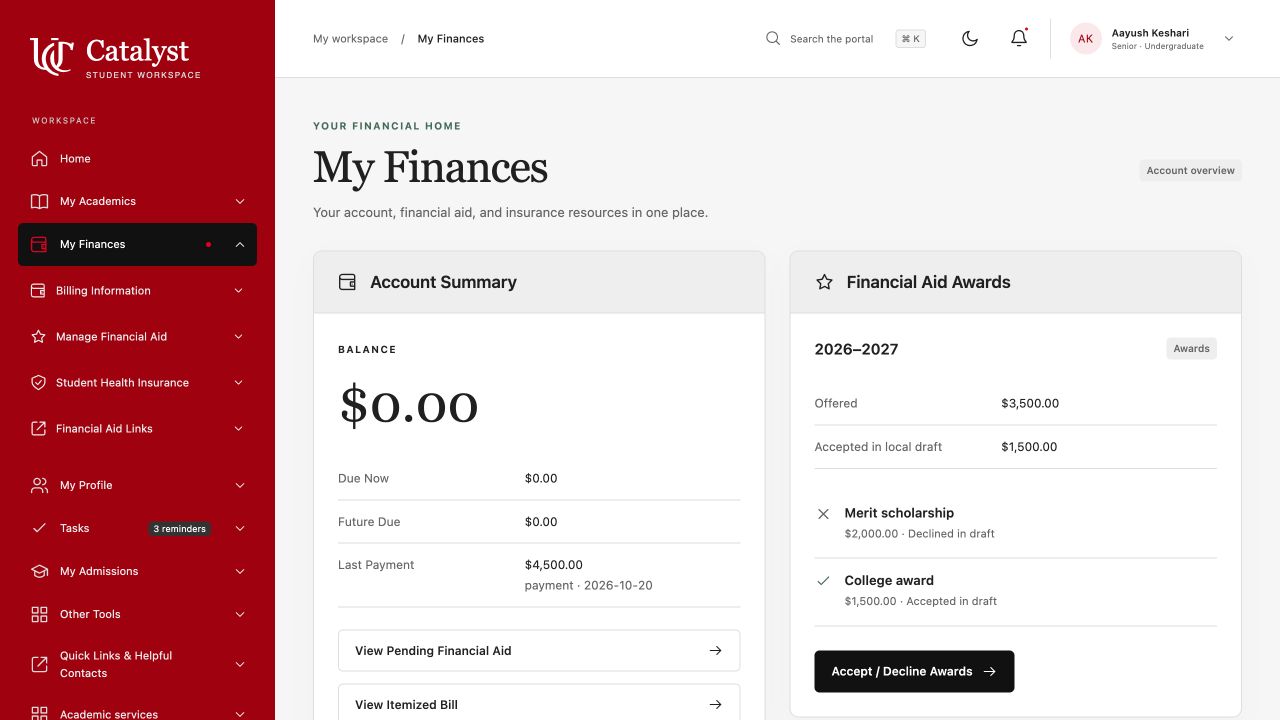 UC Catalyst
STUDENT WORKSPACE
WORKSPACE
Home
My Academics
My Finances
Billing Information
Manage Financial Aid
Student Health Insurance
Financial Aid Links
My Profile
Tasks 3 reminders
My Admissions
Other Tools
Quick Links & Helpful
Contacts
Academic services
My workspace / My Finances
Search the portal ⌘ K
AK
Aayush Keshari
Senior · Undergraduate
YOUR FINANCIAL HOME
My Finances
Account overview
Your account, financial aid, and insurance resources in one place.
Account Summary
BALANCE
$0.00
Due Now $0.00
Future Due $0.00
Last Payment $4,500.00
payment · 2026-10-20
View Pending Financial Aid
View Itemized Bill
Financial Aid Awards
2026–2027 Awards
Offered $3,500.00
Accepted in local draft $1,500.00
Merit scholarship
$2,000.00 · Declined in draft
College award
$1,500.00 · Accepted in draft
Accept / Decline Awards